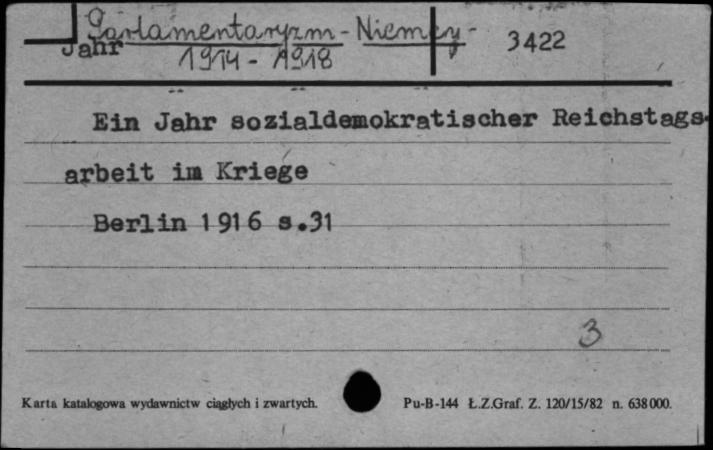 Parlamentaryzm - Niemcy -
Jahr 1914 - 1918
3422
Ein Jahr sozialdemokratischer Reichstags-
arbeit im Kriege
Berlin 1916 s.31
3
Karta katalogowa wydawnictw ciągłych i zwartych.
Pu-B-144 Ł.Z.Graf. Z. 120/15/82 n. 638000.